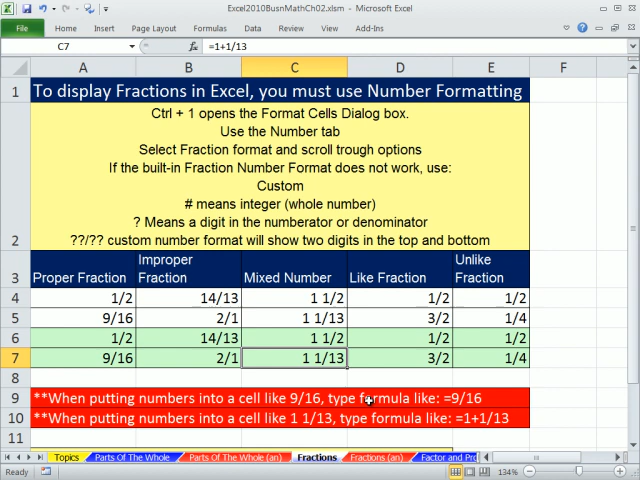 Excel2010BusnMathCh02.xlsm - Microsoft Excel
File Home Insert Page Layout Formulas Data Review View Add-Ins
C7 fx =1+1/13
A B C D E F
1 To display Fractions in Excel, you must use Number Formatting
Ctrl + 1 opens the Format Cells Dialog box.
Use the Number tab
Select Fraction format and scroll trough options
If the built-in Fraction Number Format does not work, use:
Custom
# means integer (whole number)
? Means a digit in the numberator or denominator
2 ??/?? custom number format will show two digits in the top and bottom
3 Proper Fraction Improper Fraction Mixed Number Like Fraction Unlike Fraction
4 1/2 14/13 1 1/2 1/2 1/2
5 9/16 2/1 1 1/13 3/2 1/4
6 1/2 14/13 1 1/2 1/2 1/2
7 9/16 2/1 1 1/13 3/2 1/4
8
9 **When putting numbers into a cell like 9/16, type formula like: =9/16
10 **When putting numbers into a cell like 1 1/13, type formula like: =1+1/13
11
Topics Parts Of The Whole Parts Of The Whole (an) Fractions Fractions (an) Factor and Pr
Ready 134%